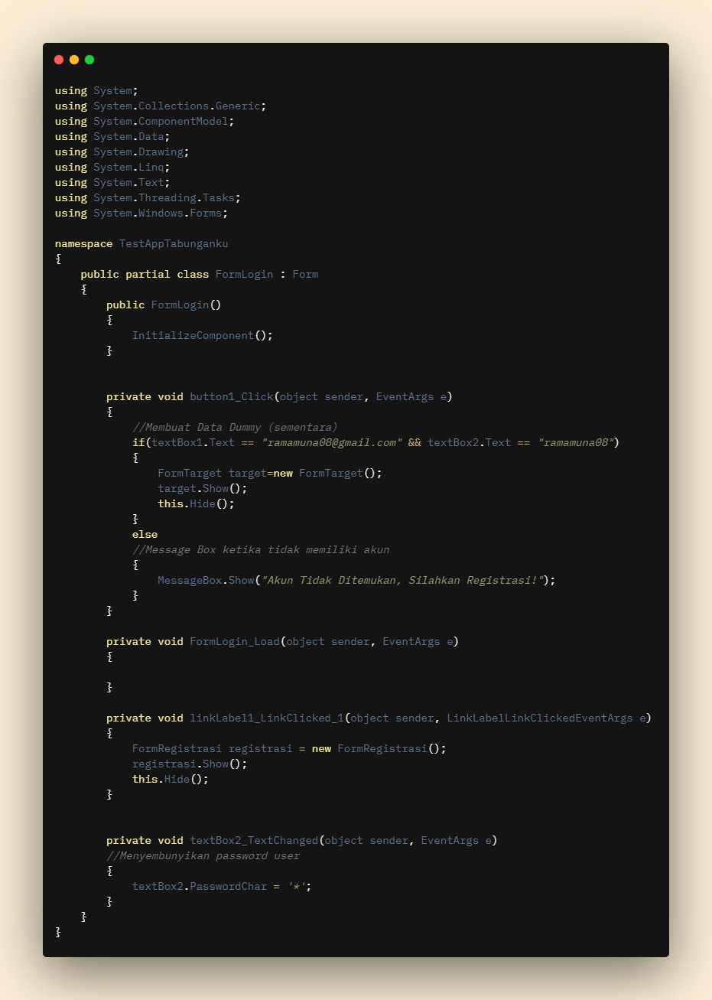 using System;
using System.Collections.Generic;
using System.ComponentModel;
using System.Data;
using System.Drawing;
using System.Linq;
using System.Text;
using System.Threading.Tasks;
using System.Windows.Forms;

namespace TestAppTabunganku
{
    public partial class FormLogin : Form
    {
        public FormLogin()
        {
            InitializeComponent();
        }


        private void button1_Click(object sender, EventArgs e)
        {
            //Membuat Data Dummy (sementara)
            if(textBox1.Text == "ramamuna08@gmail.com" && textBox2.Text == "ramamuna08")
            {
                FormTarget target=new FormTarget();
                target.Show();
                this.Hide();
            }
            else
            //Message Box ketika tidak memiliki akun
            {
                MessageBox.Show("Akun Tidak Ditemukan, Silahkan Registrasi!");
            }
        }

        private void FormLogin_Load(object sender, EventArgs e)
        {

        }

        private void linkLabel1_LinkClicked_1(object sender, LinkLabelLinkClickedEventArgs e)
        {
            FormRegistrasi registrasi = new FormRegistrasi();
            registrasi.Show();
            this.Hide();
        }


        private void textBox2_TextChanged(object sender, EventArgs e)
        //Menyembunyikan password user
        {
            textBox2.PasswordChar = '*';
        }
    }
}